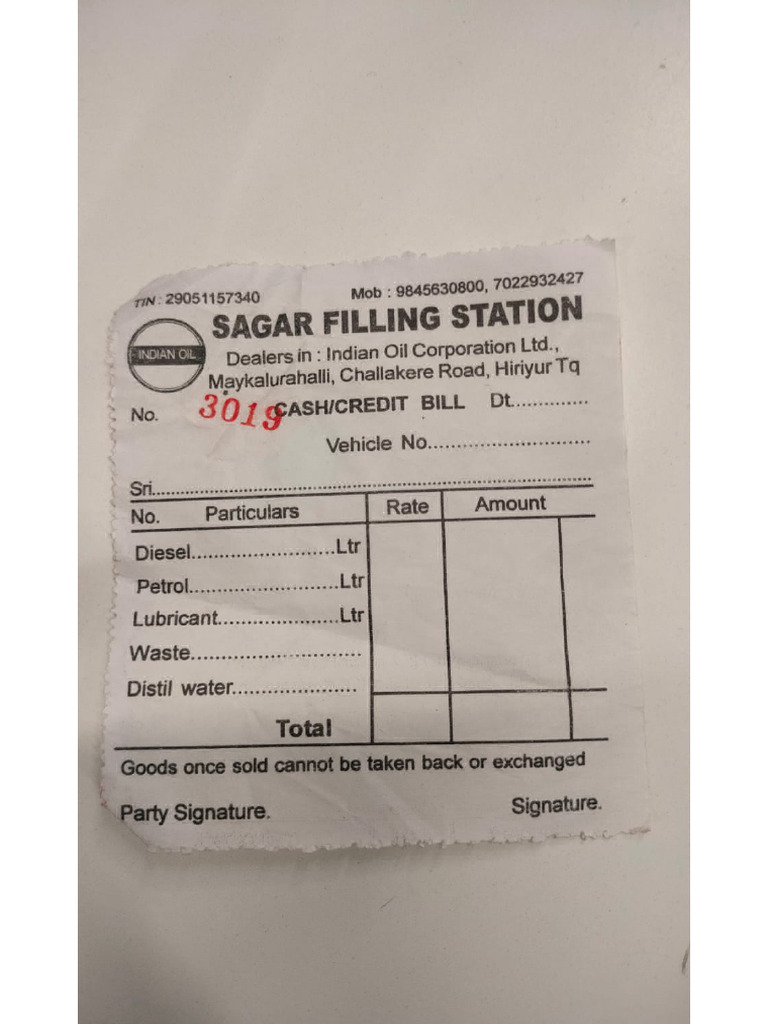 TIN : 29051157340 Mob : 9845630800, 7022932427
SAGAR FILLING STATION
INDIAN OIL
Dealers in : Indian Oil Corporation Ltd.,
Maykalurahalli, Challakere Road, Hiriyur Tq
No. 3019 CASH/CREDIT BILL Dt.............
Vehicle No.............................
Sri...............................................................................
No. Particulars Rate Amount
Diesel.........................Ltr
Petrol..........................Ltr
Lubricant.....................Ltr
Waste.............................
Distil water.....................
Total
Goods once sold cannot be taken back or exchanged
Party Signature. Signature.